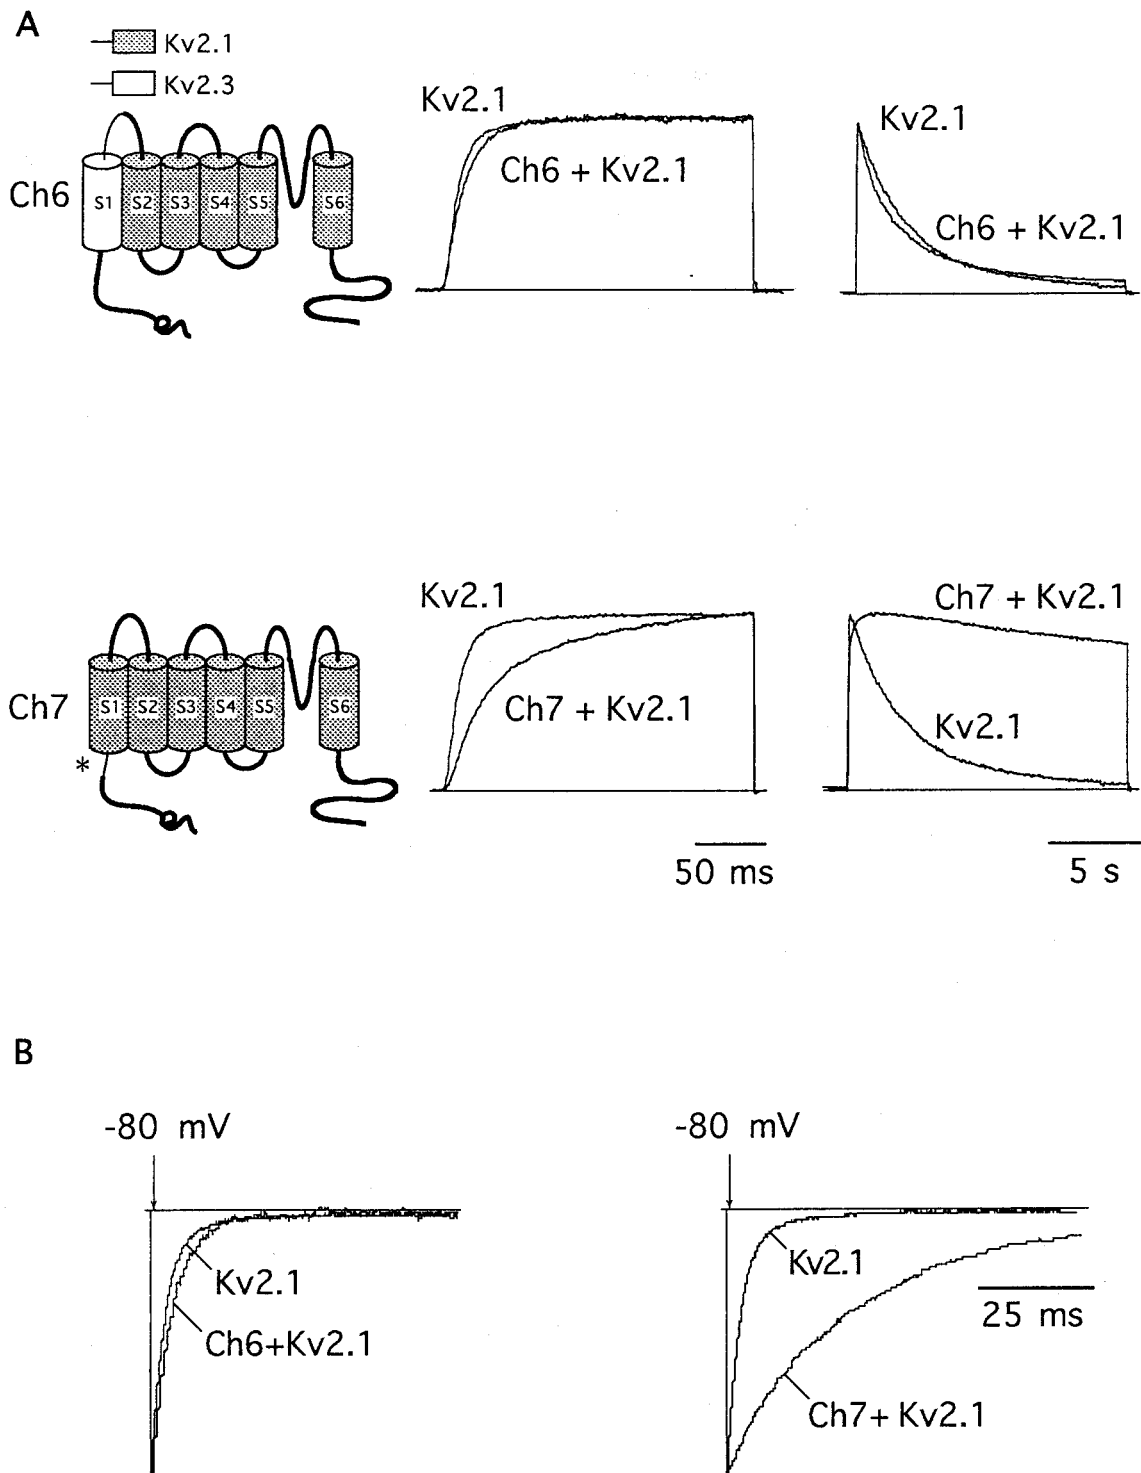 A
Kv2.1
Kv2.3
Ch6
S1 S2 S3 S4 S5 S6
Kv2.1
Ch6 + Kv2.1
Kv2.1
Ch6 + Kv2.1
Ch7
S1 S2 S3 S4 S5 S6
*
Kv2.1
Ch7 + Kv2.1
50 ms
Ch7 + Kv2.1
Kv2.1
5 s
B
-80 mV
Kv2.1
Ch6+Kv2.1
-80 mV
Kv2.1
25 ms
Ch7+ Kv2.1